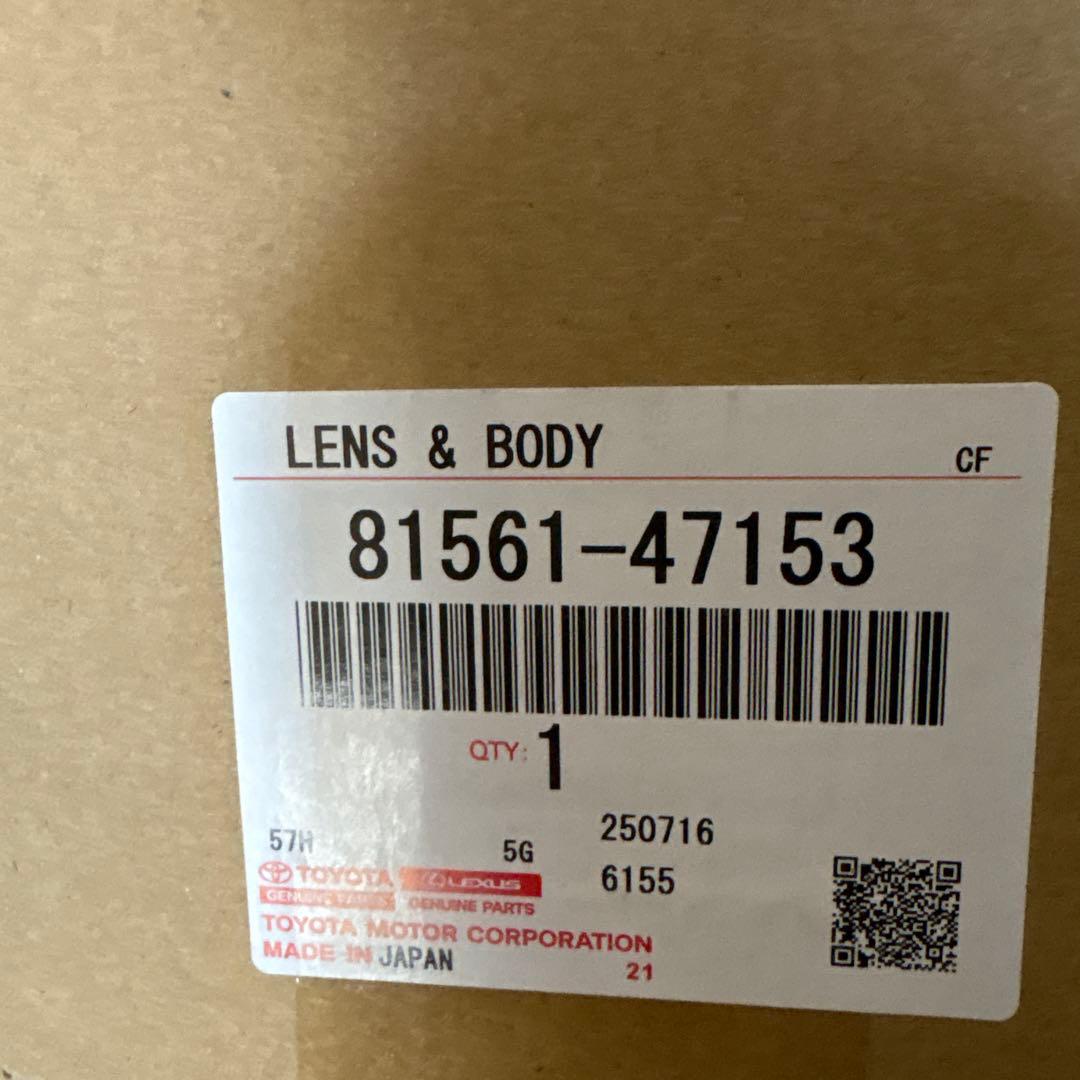 LENS & BODY
CF
81561-47153
QTY: 1
57H
5G
250716
6155
TOYOTA
GENUINE PARTS
LEXUS
GENUINE PARTS
TOYOTA MOTOR CORPORATION
MADE IN JAPAN
21